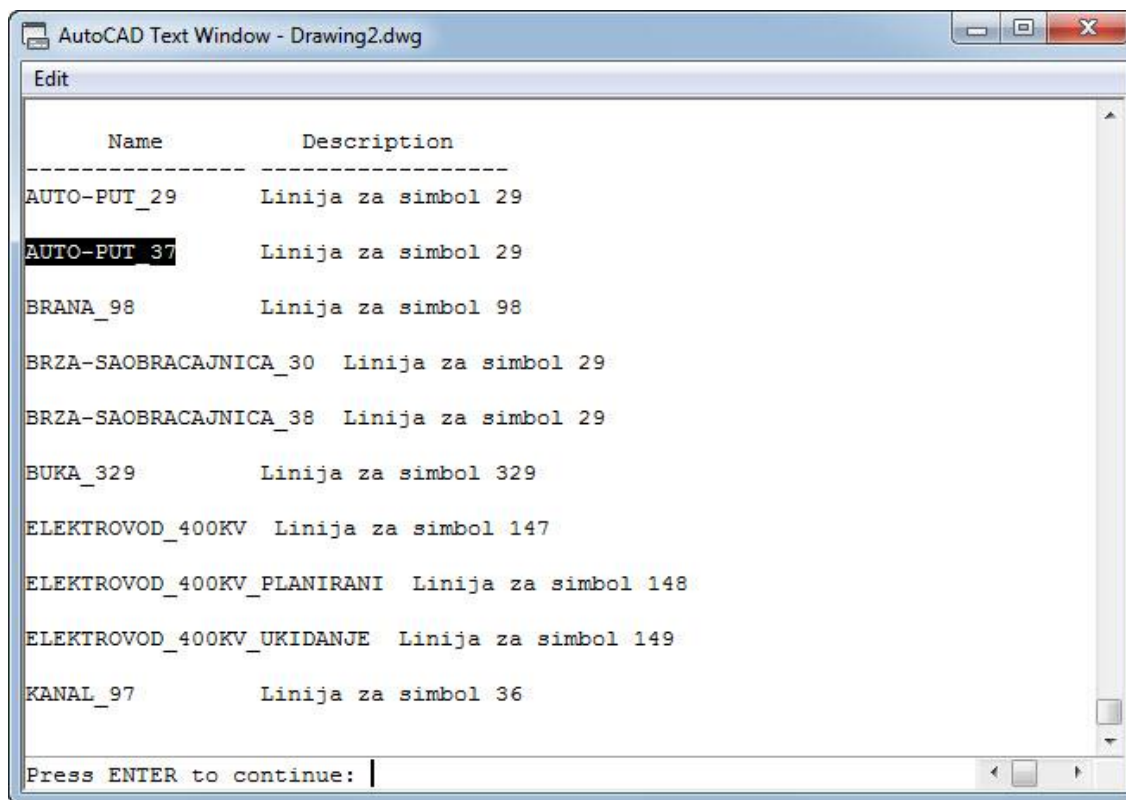 AutoCAD Text Window - Drawing2.dwg
Edit
Name Description
---------------- ------------------
AUTO-PUT_29 Linija za simbol 29
AUTO-PUT_37 Linija za simbol 29
BRANA_98 Linija za simbol 98
BRZA-SAOBRACAJNICA_30 Linija za simbol 29
BRZA-SAOBRACAJNICA_38 Linija za simbol 29
BUKA_329 Linija za simbol 329
ELEKTROVOD_400KV Linija za simbol 147
ELEKTROVOD_400KV_PLANIRANI Linija za simbol 148
ELEKTROVOD_400KV_UKIDANJE Linija za simbol 149
KANAL_97 Linija za simbol 36
Press ENTER to continue: